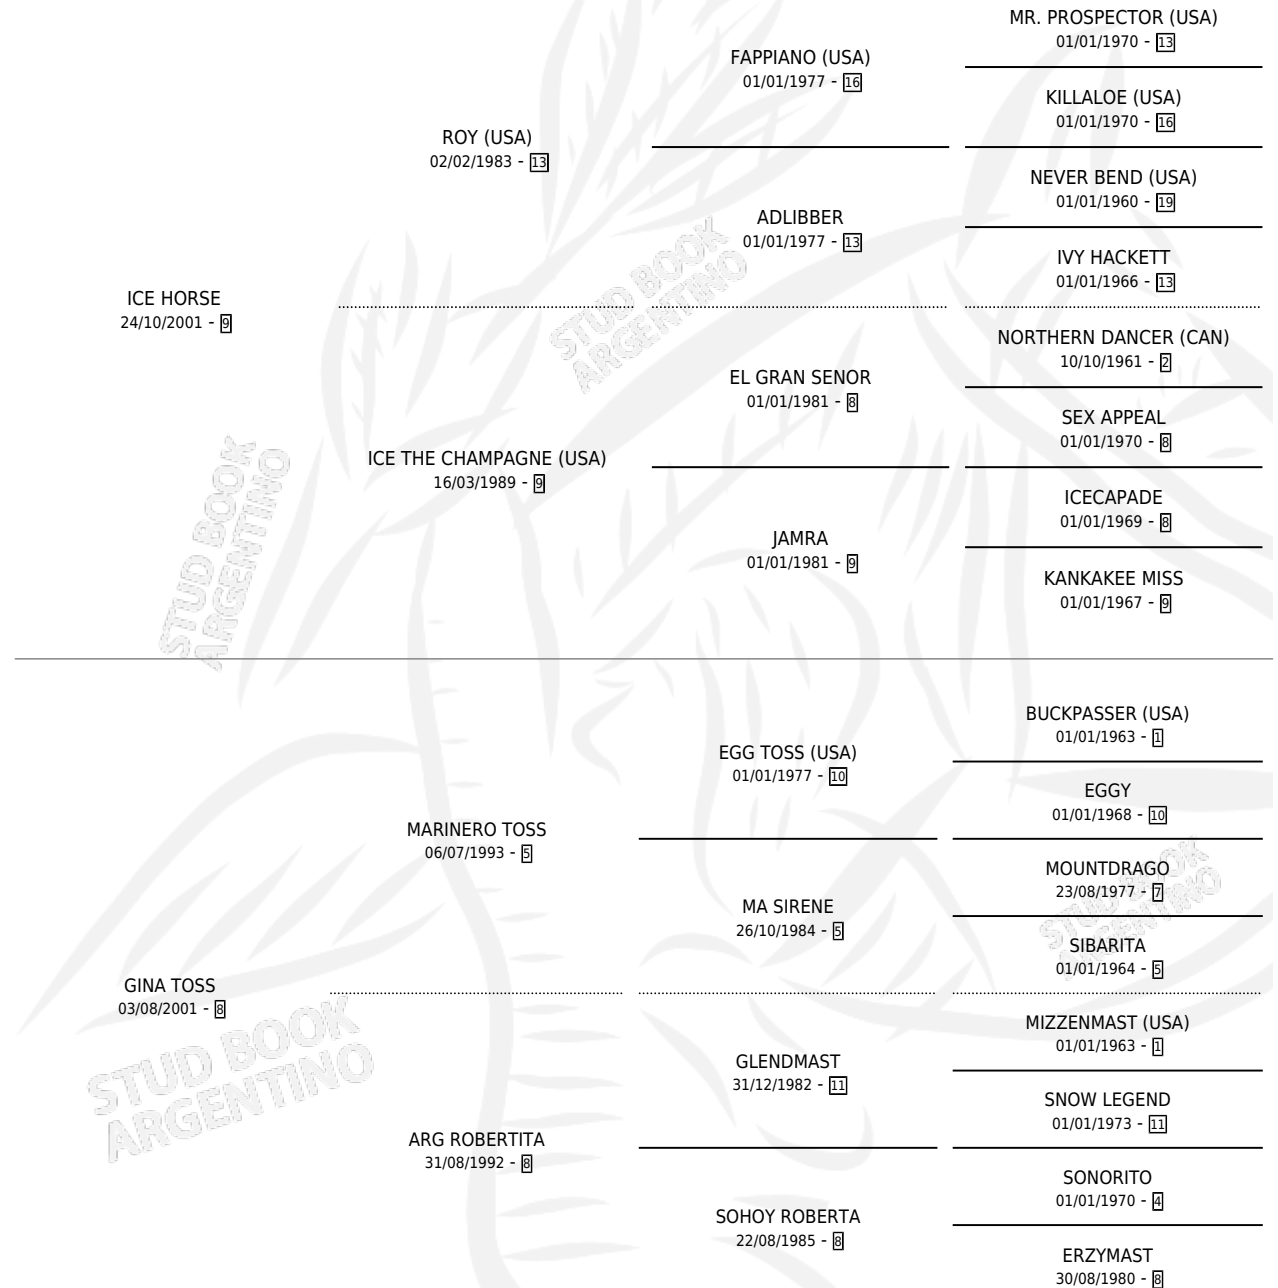 MR. PROSPECTOR (USA)
01/01/1970 - 13
FAPPIANO (USA)
01/01/1977 - 16
KILLALOE (USA)
01/01/1970 - 16
ROY (USA)
02/02/1983 - 13
NEVER BEND (USA)
01/01/1960 - 19
ADLIBBER
01/01/1977 - 13
IVY HACKETT
01/01/1966 - 13
ICE HORSE
24/10/2001 - 9
NORTHERN DANCER (CAN)
10/10/1961 - 2
EL GRAN SENOR
01/01/1981 - 8
SEX APPEAL
01/01/1970 - 8
ICE THE CHAMPAGNE (USA)
16/03/1989 - 9
ICECAPADE
01/01/1969 - 8
JAMRA
01/01/1981 - 9
KANKAKEE MISS
01/01/1967 - 9
STUD BOOK
ARGENTINO
STUD BOOK
ARGENTINO
BUCKPASSER (USA)
01/01/1963 - 1
EGG TOSS (USA)
01/01/1977 - 10
EGGY
01/01/1968 - 10
MARINERO TOSS
06/07/1993 - 5
MOUNTDRAGO
23/08/1977 - 7
MA SIRENE
26/10/1984 - 5
SIBARITA
01/01/1964 - 5
STUD BOOK
ARGENTINO
GINA TOSS
03/08/2001 - 8
MIZZENMAST (USA)
01/01/1963 - 1
GLENDMAST
31/12/1982 - 11
SNOW LEGEND
01/01/1973 - 11
STUD BOOK
ARGENTINO
ARG ROBERTITA
31/08/1992 - 8
SONORITO
01/01/1970 - 4
SOHOY ROBERTA
22/08/1985 - 8
ERZYMAST
30/08/1980 - 8